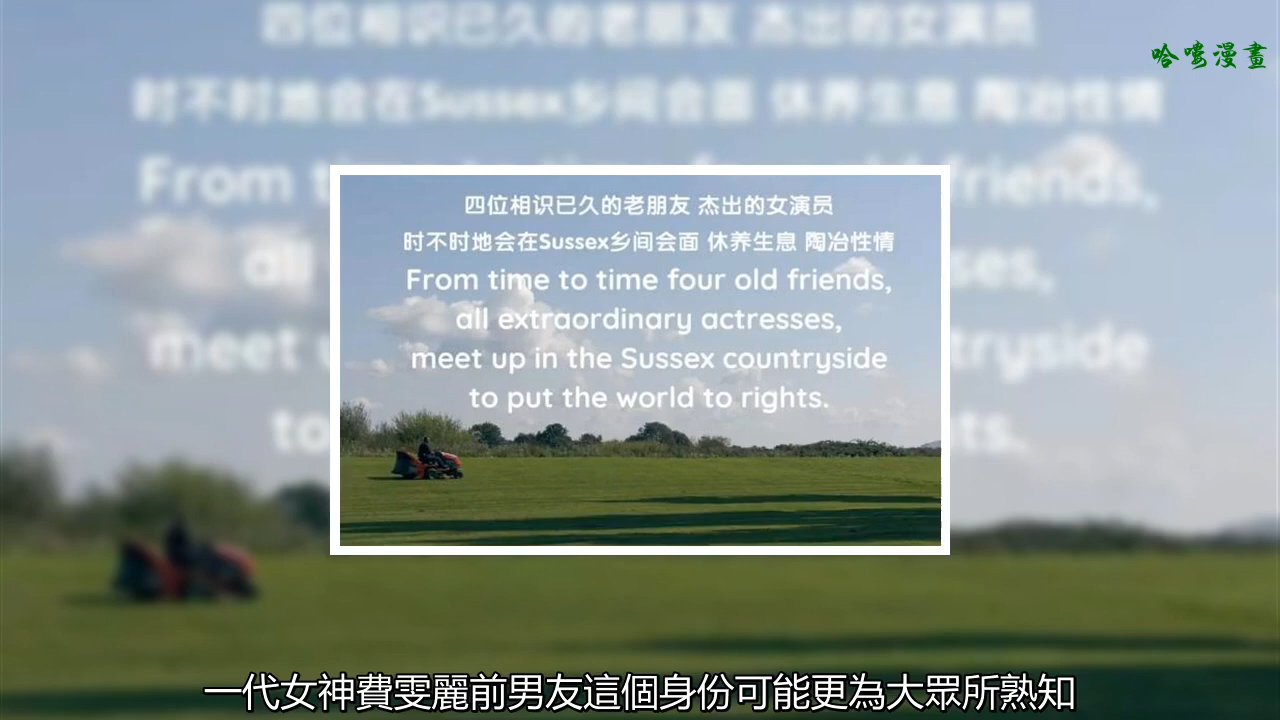 哈嘍漫畫
四位相识已久的老朋友 杰出的女演员
时不时地会在Sussex乡间会面 休养生息 陶冶性情
From time to time four old friends,
all extraordinary actresses,
meet up in the Sussex countryside
to put the world to rights.
一代女神費雯麗前男友這個身份可能更為大眾所熟知